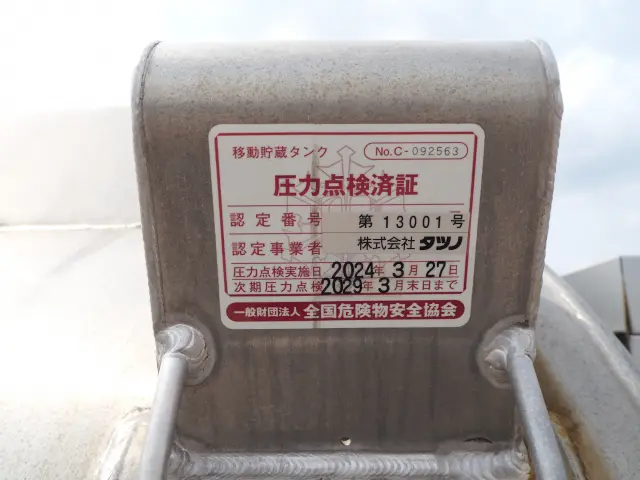 移動貯蔵タンク
No.C-092563
圧力点検済証
認定番号 第 13001号
認定事業者 株式会社 タツノ
圧力点検実施日 2024年 3月 27日
次期圧力点検 2029年 3月末日まで
一般財団法人 全国危険物安全協会